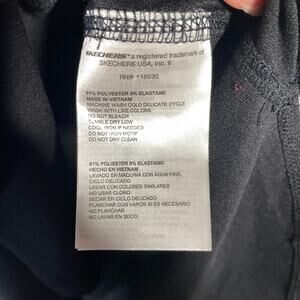 SKECHERS® a registered trademark of
SKECHERS USA, Inc. II
RN# 116930
91% POLYESTER 9% ELASTANE
MADE IN VIETNAM
MACHINE WASH COLD DELICATE CYCLE
WASH WITH LIKE COLORS
DO NOT BLEACH
TUMBLE DRY LOW
COOL IRON IF NEEDED
DO NOT IRON MOTIF
DO NOT DRY CLEAN
91% POLIESTER 9% ELASTANO
HECHO EN VIETNAM
LAVADO EN MAQUINA CON AGUA FRIA,
CICLO DELICADO
LAVAR CON COLORES SIMILARES
NO USAR CLORO
SECAR EN CICLO DELICADO
PLANCHAR CON VAPOR SI ES NECESARIO
NO PLANCHAR
NO LAVAR EN SECO